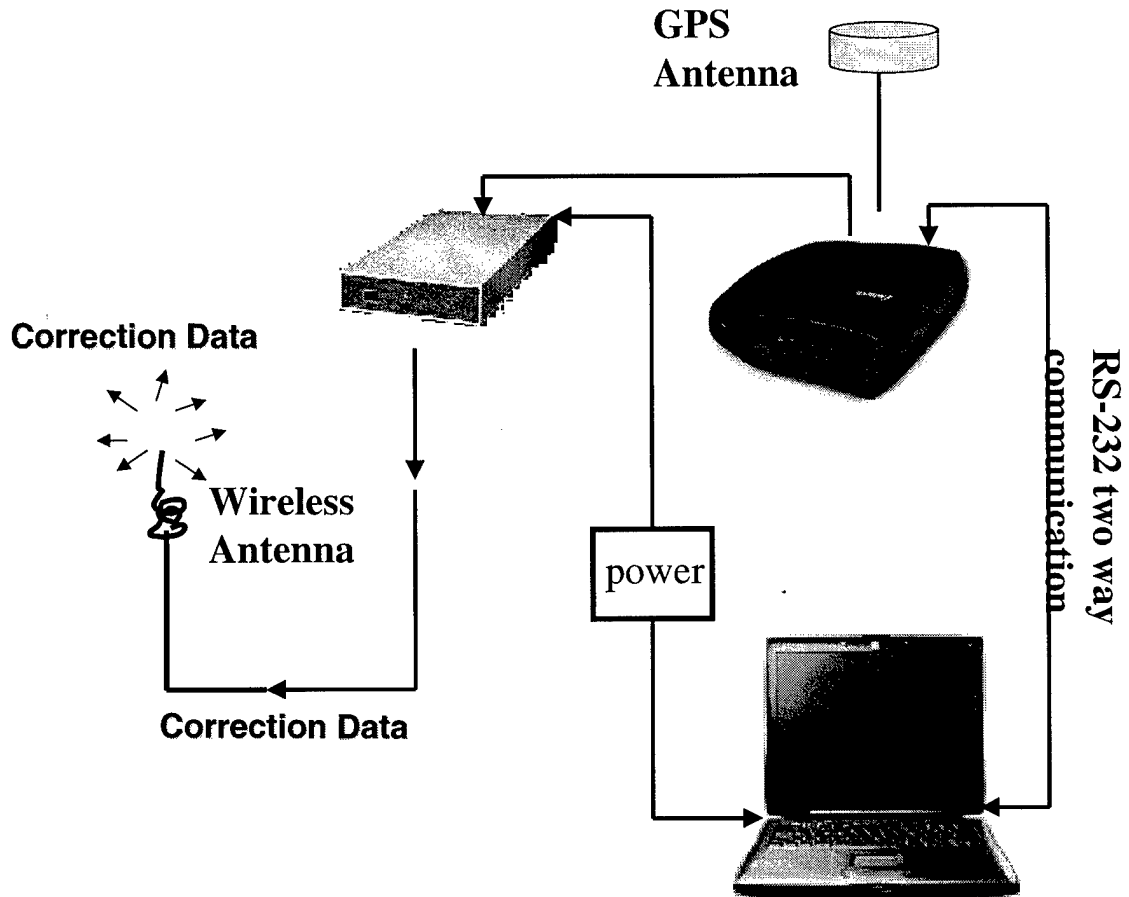 GPS
Antenna
Correction Data
Wireless
Antenna
RS-232 two way
communication
power
Correction Data